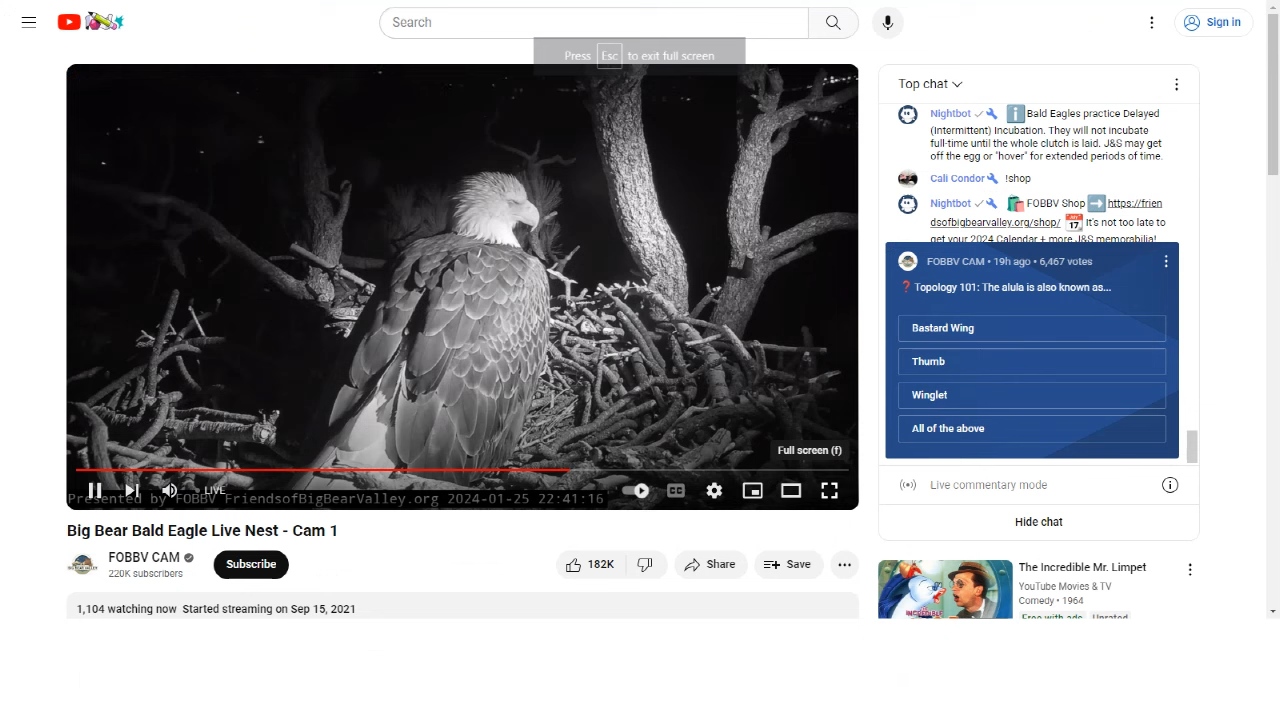 Search
Sign in
Press Esc to exit full screen
Full screen (f)
LIVE
CC
Presented by FOBBV FriendsofBigBearValley.org 2024-01-25 22:41:16
Big Bear Bald Eagle Live Nest - Cam 1
FOBBV CAM
220K subscribers
Subscribe
182K
Share
Save
1,104 watching now Started streaming on Sep 15, 2021
Top chat
Nightbot ℹ️ Bald Eagles practice Delayed
(Intermittent) Incubation. They will not incubate
full-time until the whole clutch is laid. J&S may get
off the egg or 'hover' for extended periods of time.
Cali Condor !shop
Nightbot 🛍️ FOBBV Shop ➡️ https://frien
dsofbigbearvalley.org/shop/ 📅 It's not too late to
get your 2024 Calendar + more J&S memorabilia!
FOBBV CAM • 19h ago • 6,467 votes
❓ Topology 101: The alula is also known as...
Bastard Wing
Thumb
Winglet
All of the above
Live commentary mode
Hide chat
The Incredible Mr. Limpet
YouTube Movies & TV
Comedy • 1964
Free with ads Unrated
INCREDIBLE